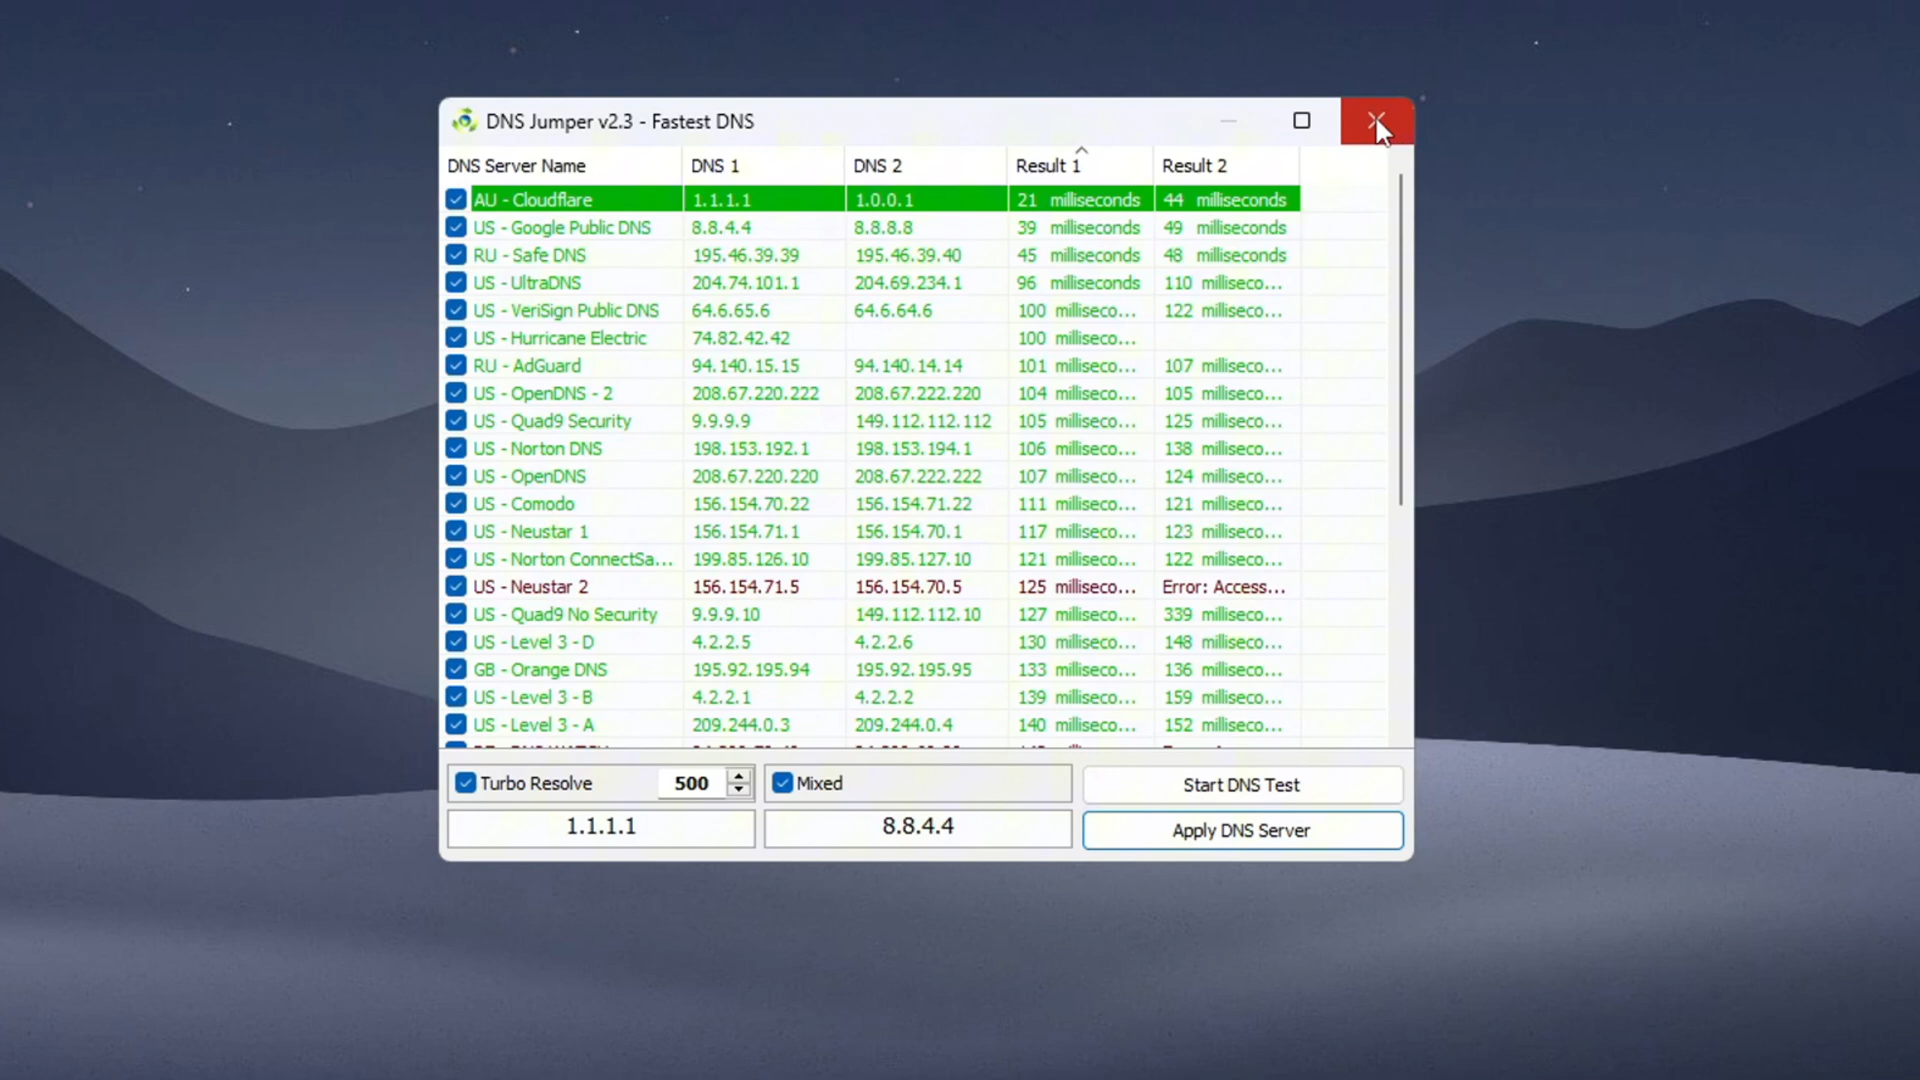 DNS Jumper v2.3 - Fastest DNS
DNS Server Name DNS 1 DNS 2 Result 1 Result 2
AU - Cloudflare 1.1.1.1 1.0.0.1 21 milliseconds 44 milliseconds
US - Google Public DNS 8.8.4.4 8.8.8.8 39 milliseconds 49 milliseconds
RU - Safe DNS 195.46.39.39 195.46.39.40 45 milliseconds 48 milliseconds
US - UltraDNS 204.74.101.1 204.69.234.1 96 milliseconds 110 milliseco...
US - VeriSign Public DNS 64.6.65.6 64.6.64.6 100 milliseco... 122 milliseco...
US - Hurricane Electric 74.82.42.42 100 milliseco...
RU - AdGuard 94.140.15.15 94.140.14.14 101 milliseco... 107 milliseco...
US - OpenDNS - 2 208.67.220.222 208.67.222.220 104 milliseco... 105 milliseco...
US - Quad9 Security 9.9.9.9 149.112.112.112 105 milliseco... 125 milliseco...
US - Norton DNS 198.153.192.1 198.153.194.1 106 milliseco... 138 milliseco...
US - OpenDNS 208.67.220.220 208.67.222.222 107 milliseco... 124 milliseco...
US - Comodo 156.154.70.22 156.154.71.22 111 milliseco... 121 milliseco...
US - Neustar 1 156.154.71.1 156.154.70.1 117 milliseco... 123 milliseco...
US - Norton ConnectSa... 199.85.126.10 199.85.127.10 121 milliseco... 122 milliseco...
US - Neustar 2 156.154.71.5 156.154.70.5 125 milliseco... Error: Access...
US - Quad9 No Security 9.9.9.10 149.112.112.10 127 milliseco... 339 milliseco...
US - Level 3 - D 4.2.2.5 4.2.2.6 130 milliseco... 148 milliseco...
GB - Orange DNS 195.92.195.94 195.92.195.95 133 milliseco... 136 milliseco...
US - Level 3 - B 4.2.2.1 4.2.2.2 139 milliseco... 159 milliseco...
US - Level 3 - A 209.244.0.3 209.244.0.4 140 milliseco... 152 milliseco...
Turbo Resolve 500 Mixed Start DNS Test
1.1.1.1 8.8.4.4 Apply DNS Server